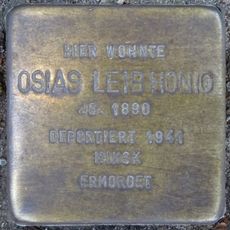 HIER WOHNTE
OSIAS LEIB HONIG
JG. 1890
DEPORTIERT 1941
MINSK
ERMORDET